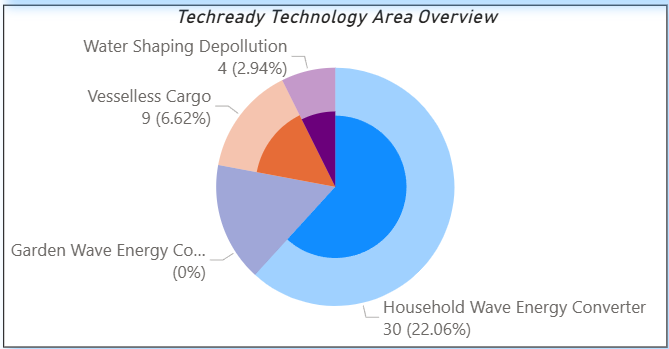 Techready Technology Area Overview
Water Shaping Depollution
4 (2.94%)
Vesselless Cargo
9 (6.62%)
Garden Wave Energy Co...
(0%)
Household Wave Energy Converter
30 (22.06%)